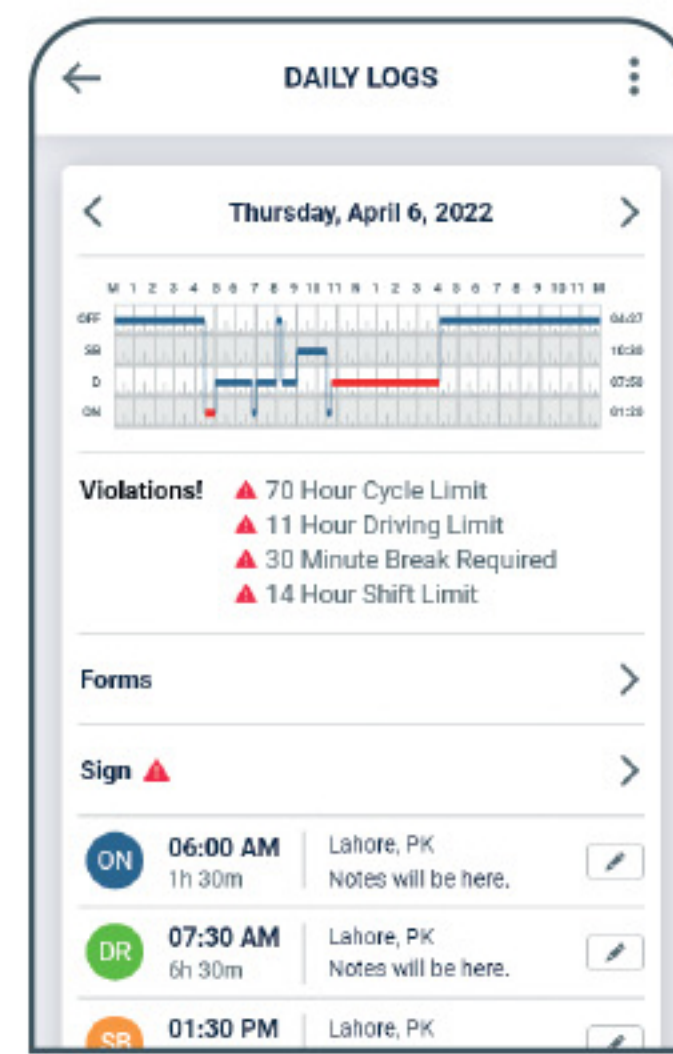 DAILY LOGS
Thursday, April 6, 2022
M 1 2 3 4 5 6 7 8 9 10 11 N 1 2 3 4 5 6 7 8 9 10 11 M
OFF
SB
D
ON
Violations! 70 Hour Cycle Limit
11 Hour Driving Limit
30 Minute Break Required
14 Hour Shift Limit
Forms
Sign
ON 06:00 AM Lahore, PK
1h 30m Notes will be here.
DR 07:30 AM Lahore, PK
6h 30m Notes will be here.
SB 01:30 PM Lahore, PK